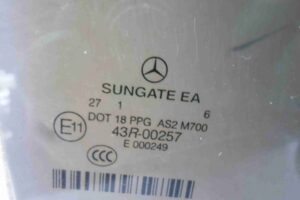 SUNGATE EA
27 1 6
DOT 18 PPG AS2 M700
E11 43R-00257
E 000249
CCC